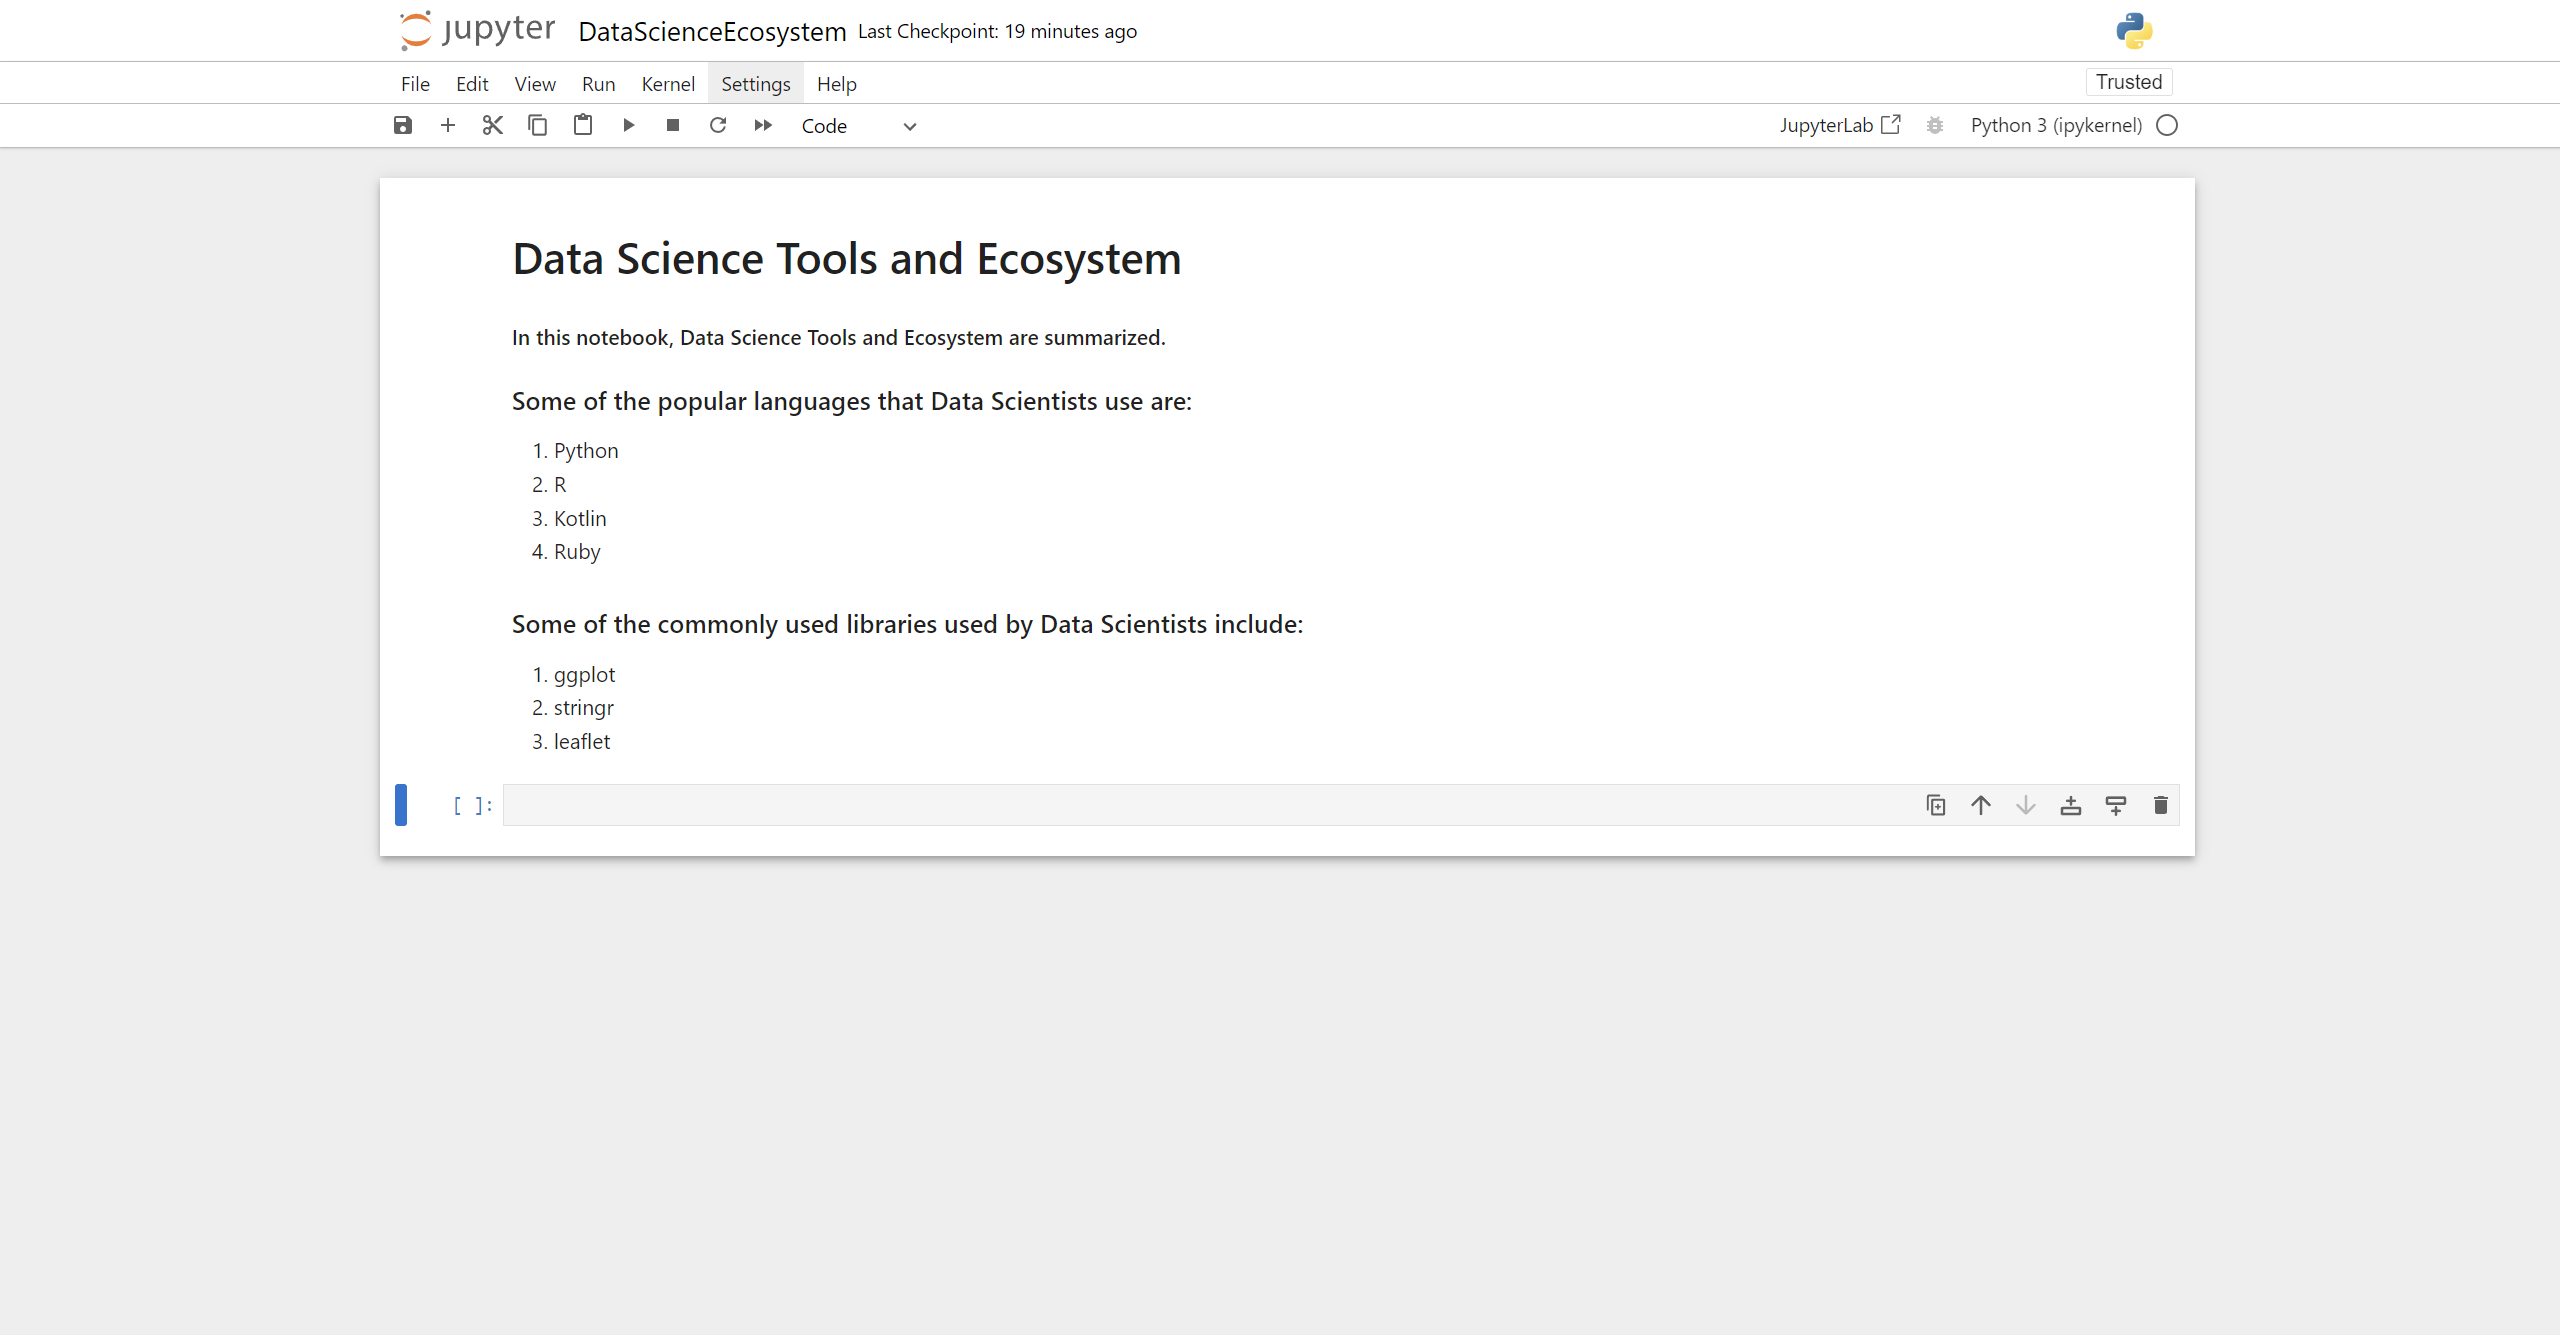 jupyter DataScienceEcosystem Last Checkpoint: 19 minutes ago
File Edit View Run Kernel Settings Help Trusted
Code JupyterLab Python 3 (ipykernel)
Data Science Tools and Ecosystem
In this notebook, Data Science Tools and Ecosystem are summarized.
Some of the popular languages that Data Scientists use are:
1. Python
2. R
3. Kotlin
4. Ruby
Some of the commonly used libraries used by Data Scientists include:
1. ggplot
2. stringr
3. leaflet
[ ]: